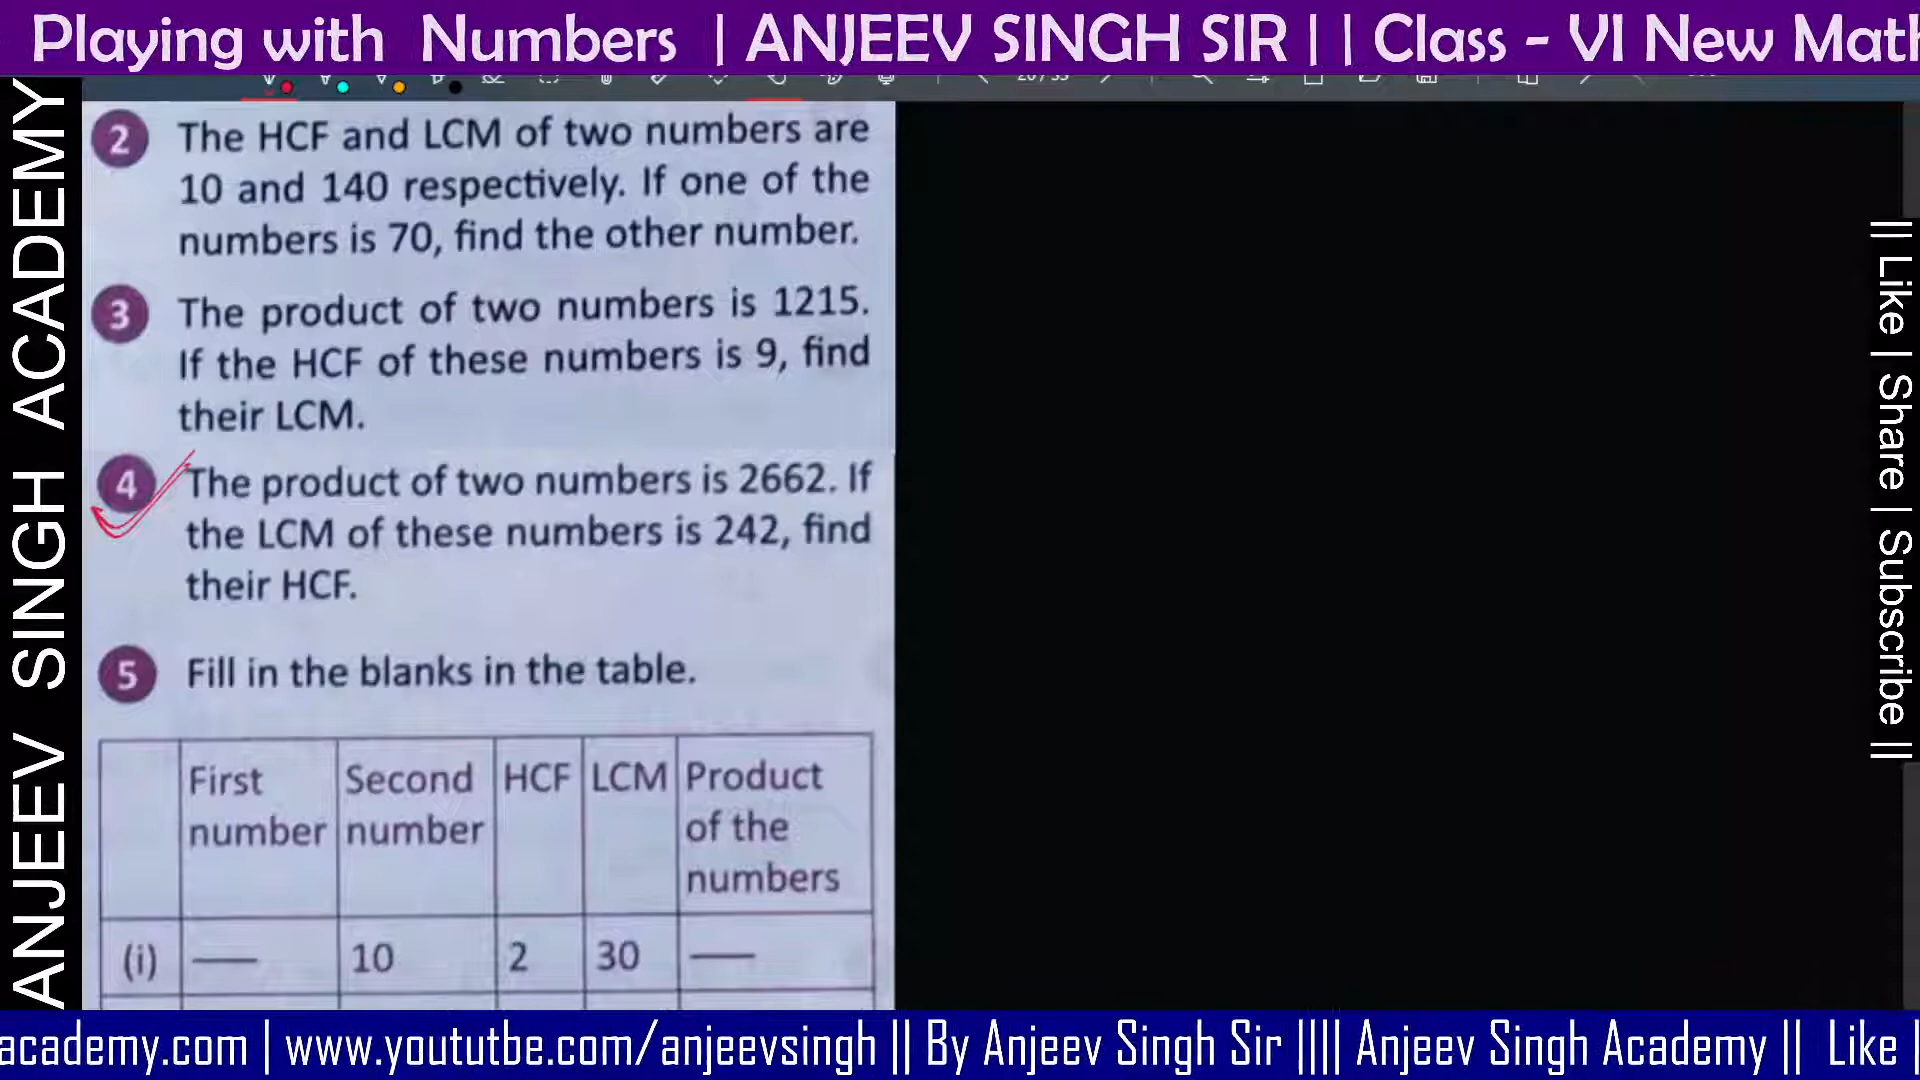 Playing with Numbers | ANJEEV SINGH SIR | | Class - VI New Math
ANJEEV SINGH ACADEMY
2 The HCF and LCM of two numbers are
10 and 140 respectively. If one of the
numbers is 70, find the other number.
3 The product of two numbers is 1215.
If the HCF of these numbers is 9, find
their LCM.
4 The product of two numbers is 2662. If
the LCM of these numbers is 242, find
their HCF.
5 Fill in the blanks in the table.
First number Second number HCF LCM Product of the numbers
(i) — 10 2 30 —
|| Like | Share | Subscribe ||
academy.com | www.yoututbe.com/anjeevsingh || By Anjeev Singh Sir |||| Anjeev Singh Academy || Like |